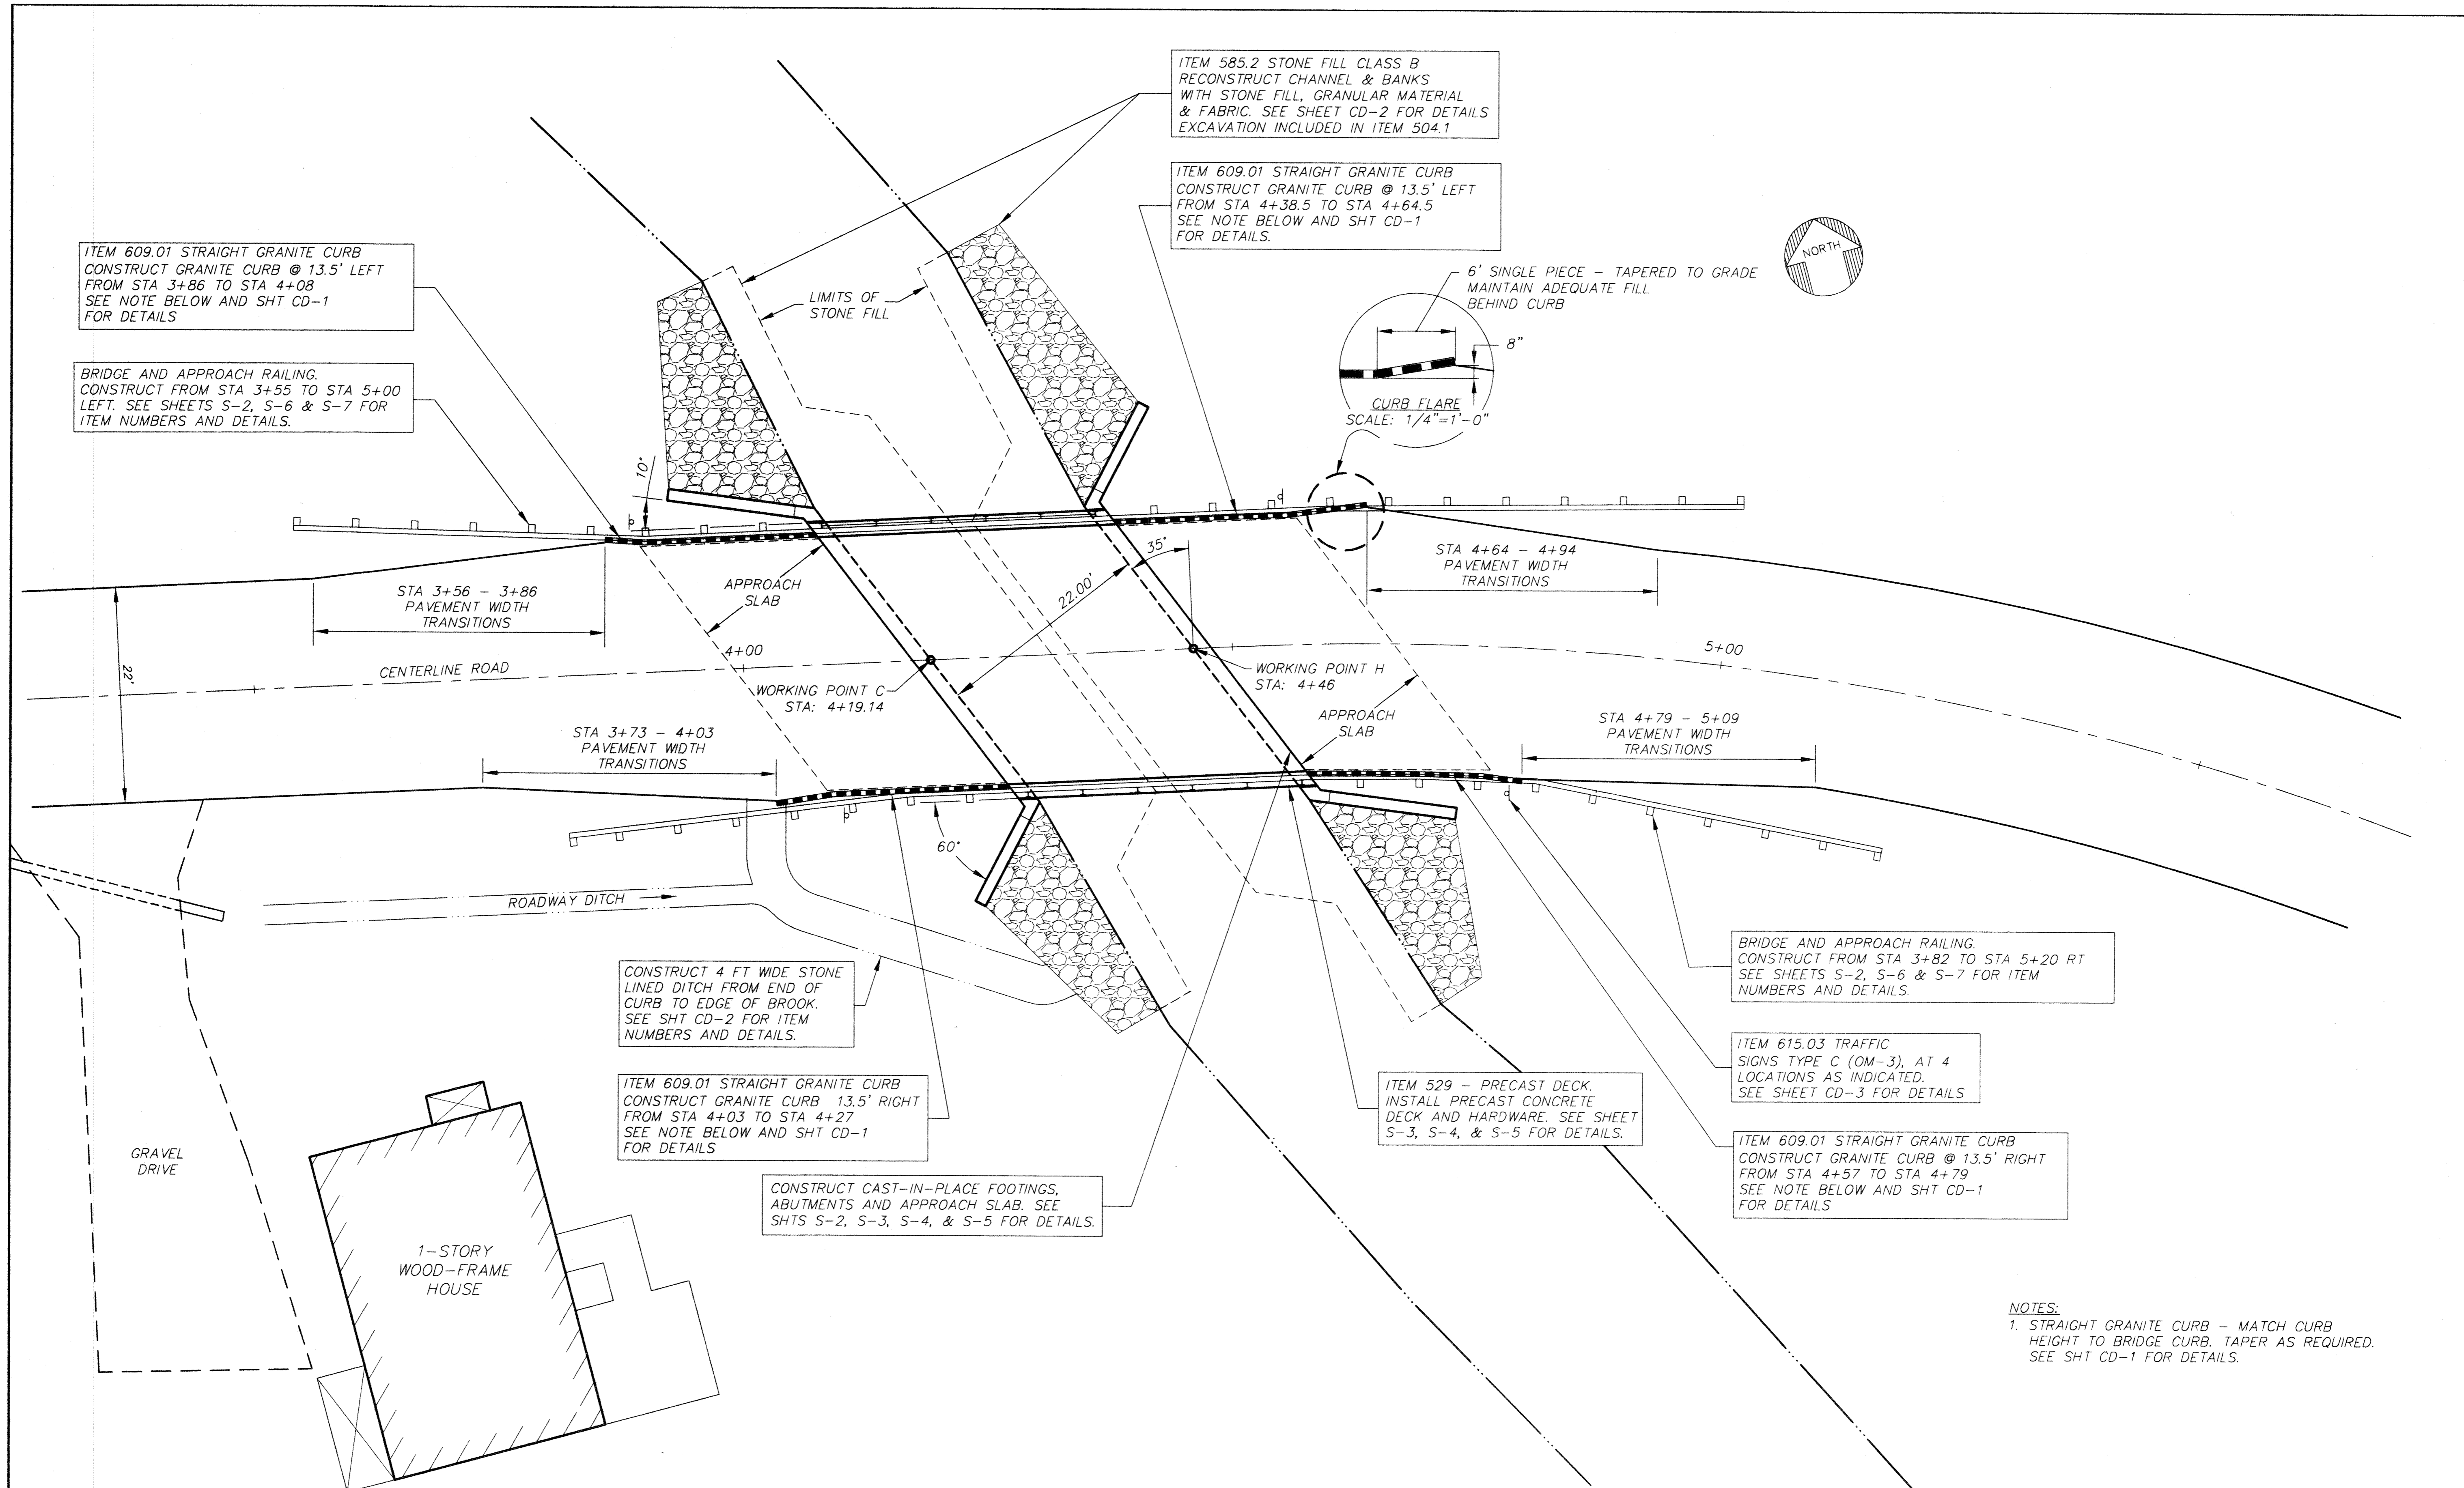 ITEM 585.2 STONE FILL CLASS B
RECONSTRUCT CHANNEL & BANKS
WITH STONE FILL, GRANULAR MATERIAL
& FABRIC. SEE SHEET CD-2 FOR DETAILS
EXCAVATION INCLUDED IN ITEM 504.1
ITEM 609.01 STRAIGHT GRANITE CURB
CONSTRUCT GRANITE CURB @ 13.5' LEFT
FROM STA 4+38.5 TO STA 4+64.5
SEE NOTE BELOW AND SHT CD-1
FOR DETAILS.
ITEM 609.01 STRAIGHT GRANITE CURB
CONSTRUCT GRANITE CURB @ 13.5' LEFT
FROM STA 3+86 TO STA 4+08
SEE NOTE BELOW AND SHT CD-1
FOR DETAILS
BRIDGE AND APPROACH RAILING.
CONSTRUCT FROM STA 3+55 TO STA 5+00
LEFT. SEE SHEETS S-2, S-6 & S-7 FOR
ITEM NUMBERS AND DETAILS.
LIMITS OF
STONE FILL
NORTH
6' SINGLE PIECE - TAPERED TO GRADE
MAINTAIN ADEQUATE FILL
BEHIND CURB
8"
CURB FLARE
SCALE: 1/4"=1'-0"
10°
35°
22.00'
STA 3+56 - 3+86
PAVEMENT WIDTH
TRANSITIONS
APPROACH
SLAB
STA 4+64 - 4+94
PAVEMENT WIDTH
TRANSITIONS
22'
CENTERLINE ROAD
4+00
5+00
WORKING POINT C
STA: 4+19.14
WORKING POINT H
STA: 4+46
APPROACH
SLAB
STA 3+73 - 4+03
PAVEMENT WIDTH
TRANSITIONS
STA 4+79 - 5+09
PAVEMENT WIDTH
TRANSITIONS
60°
ROADWAY DITCH
CONSTRUCT 4 FT WIDE STONE
LINED DITCH FROM END OF
CURB TO EDGE OF BROOK.
SEE SHT CD-2 FOR ITEM
NUMBERS AND DETAILS.
BRIDGE AND APPROACH RAILING.
CONSTRUCT FROM STA 3+82 TO STA 5+20 RT
SEE SHEETS S-2, S-6 & S-7 FOR ITEM
NUMBERS AND DETAILS.
ITEM 615.03 TRAFFIC
SIGNS TYPE C (OM-3), AT 4
LOCATIONS AS INDICATED.
SEE SHEET CD-3 FOR DETAILS
ITEM 609.01 STRAIGHT GRANITE CURB
CONSTRUCT GRANITE CURB 13.5' RIGHT
FROM STA 4+03 TO STA 4+27
SEE NOTE BELOW AND SHT CD-1
FOR DETAILS
ITEM 529 - PRECAST DECK.
INSTALL PRECAST CONCRETE
DECK AND HARDWARE. SEE SHEET
S-3, S-4, & S-5 FOR DETAILS.
ITEM 609.01 STRAIGHT GRANITE CURB
CONSTRUCT GRANITE CURB @ 13.5' RIGHT
FROM STA 4+57 TO STA 4+79
SEE NOTE BELOW AND SHT CD-1
FOR DETAILS
CONSTRUCT CAST-IN-PLACE FOOTINGS,
ABUTMENTS AND APPROACH SLAB. SEE
SHTS S-2, S-3, S-4, & S-5 FOR DETAILS.
GRAVEL
DRIVE
1-STORY
WOOD-FRAME
HOUSE
NOTES:
1. STRAIGHT GRANITE CURB - MATCH CURB
HEIGHT TO BRIDGE CURB. TAPER AS REQUIRED.
SEE SHT CD-1 FOR DETAILS.